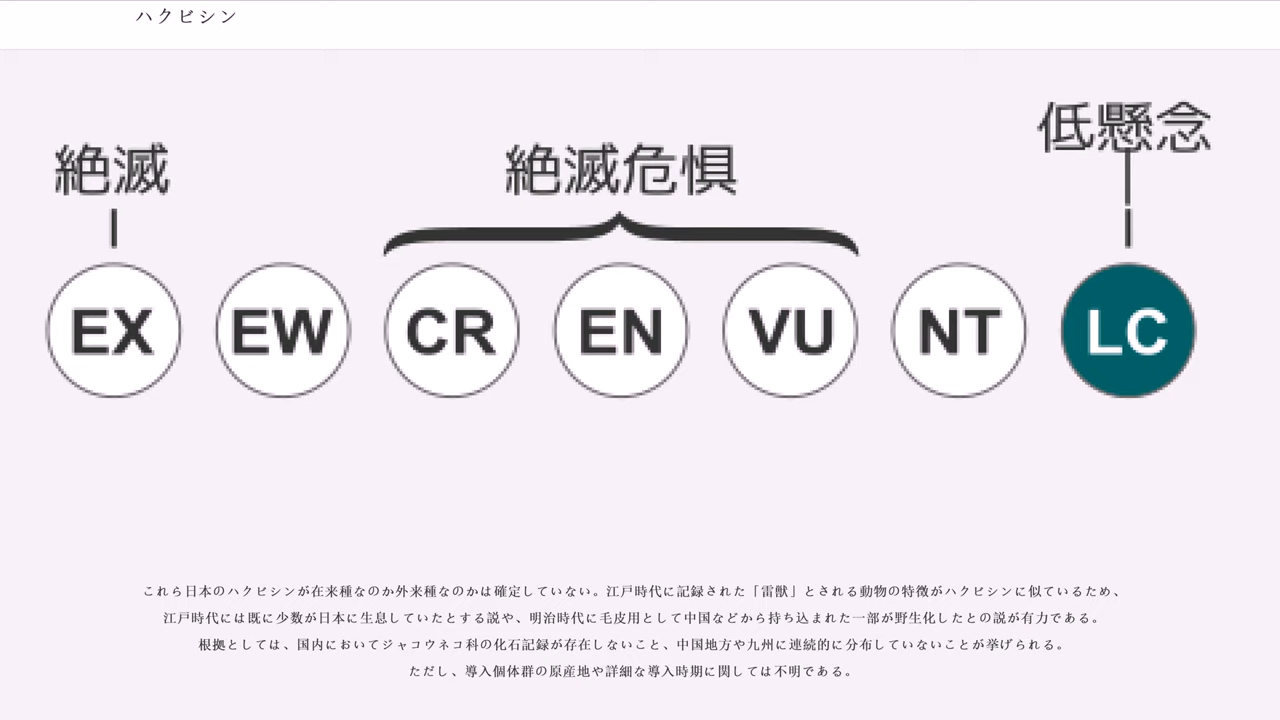 ハクビシン
低懸念
絶滅
絶滅危惧
EX EW CR EN VU NT LC
これら日本のハクビシンが在来種なのか外来種なのかは確定していない。江戸時代に記録された「雷獣」とされる動物の特徴がハクビシンに似ているため、
江戸時代には既に少数が日本に生息していたとする説や、明治時代に毛皮用として中国などから持ち込まれた一部が野生化したとの説が有力である。
根拠としては、国内においてジャコウネコ科の化石記録が存在しないこと、中国地方や九州に連続的に分布していないことが挙げられる。
ただし、導入個体群の原産地や詳細な導入時期に関しては不明である。